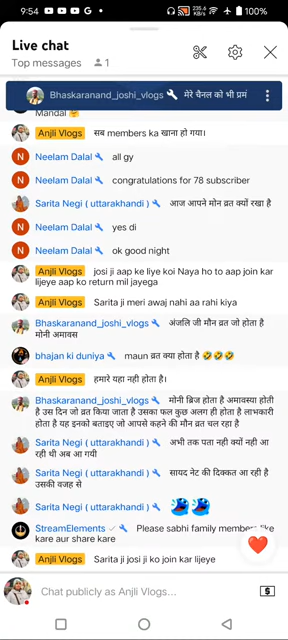 9:54
235.6
KB/s
100%
Live chat
Top messages
1
Bhaskaranand_joshi_vlogs मेरे चैनल को भी प्रमं
Mandal
Anjli Vlogs सब members ka खाना हो गया।
N Neelam Dalal all gy
N Neelam Dalal congratulations for 78 subscriber
Sarita Negi ( uttarakhandi ) आज आपने मोन व्रत क्यों रखा है
N Neelam Dalal yes di
N Neelam Dalal ok good night
Anjli Vlogs josi ji aap ke liye koi Naya ho to aap join kar
lijeye aap ko return mil jayega
Anjli Vlogs Sarita ji meri awaj nahi aa rahi kiya
Bhaskaranand_joshi_vlogs अंजलि जी मौन व्रत जो होता है
मोनी अमावस
bhajan ki duniya maun व्रत क्या होता है 🤣🤣🤣
Anjli Vlogs हमारे यहा नही होता है।
Bhaskaranand_joshi_vlogs मोनी ब्रिज होता है अमावस्या होती
है उस दिन जो व्रत किया जाता है उसका फल कुछ अलग ही होता है लाभकारी
होता है यह इनको बताइए जो आपसे कहने की मौन व्रत चल रहा है
Sarita Negi ( uttarakhandi ) अभी तक पता नही क्यों नही आ
रही थी अब आ गयी
Sarita Negi ( uttarakhandi ) सायद नेट की दिक्कत आ रही है
उसकी वजह से
Sarita Negi ( uttarakhandi )
StreamElements Please sabhi family members like
kare aur share kare
Anjli Vlogs Sarita ji josi ji ko join kar lijeye
Chat publicly as Anjli Vlogs...